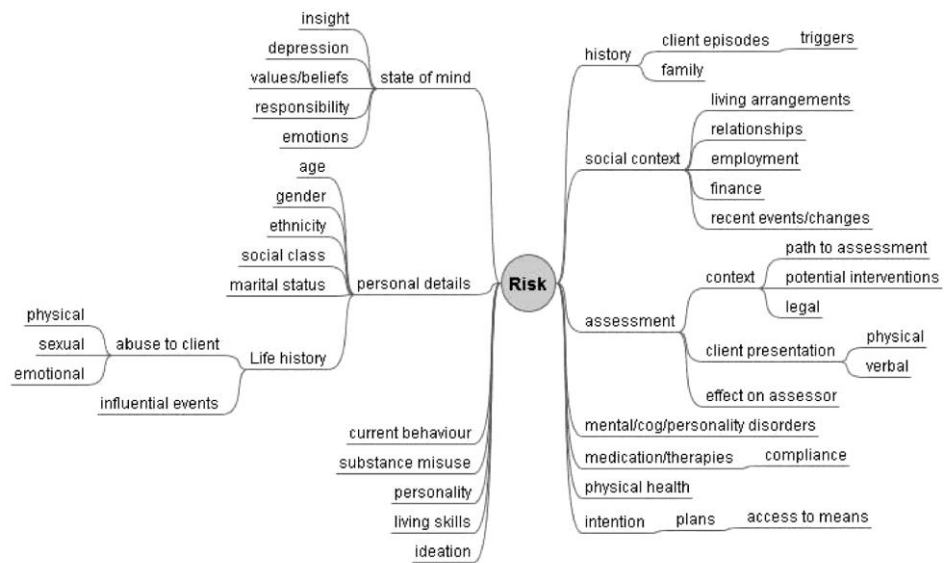 insight
depression
values/beliefs
responsibility
emotions
state of mind
age
gender
ethnicity
social class
marital status
personal details
physical
sexual
emotional
abuse to client
influential events
Life history
current behaviour
substance misuse
personality
living skills
ideation
Risk
history
client episodes
triggers
family
social context
living arrangements
relationships
employment
finance
recent events/changes
assessment
context
path to assessment
potential interventions
legal
client presentation
physical
verbal
effect on assessor
mental/cog/personality disorders
medication/therapies
compliance
physical health
intention
plans
access to means